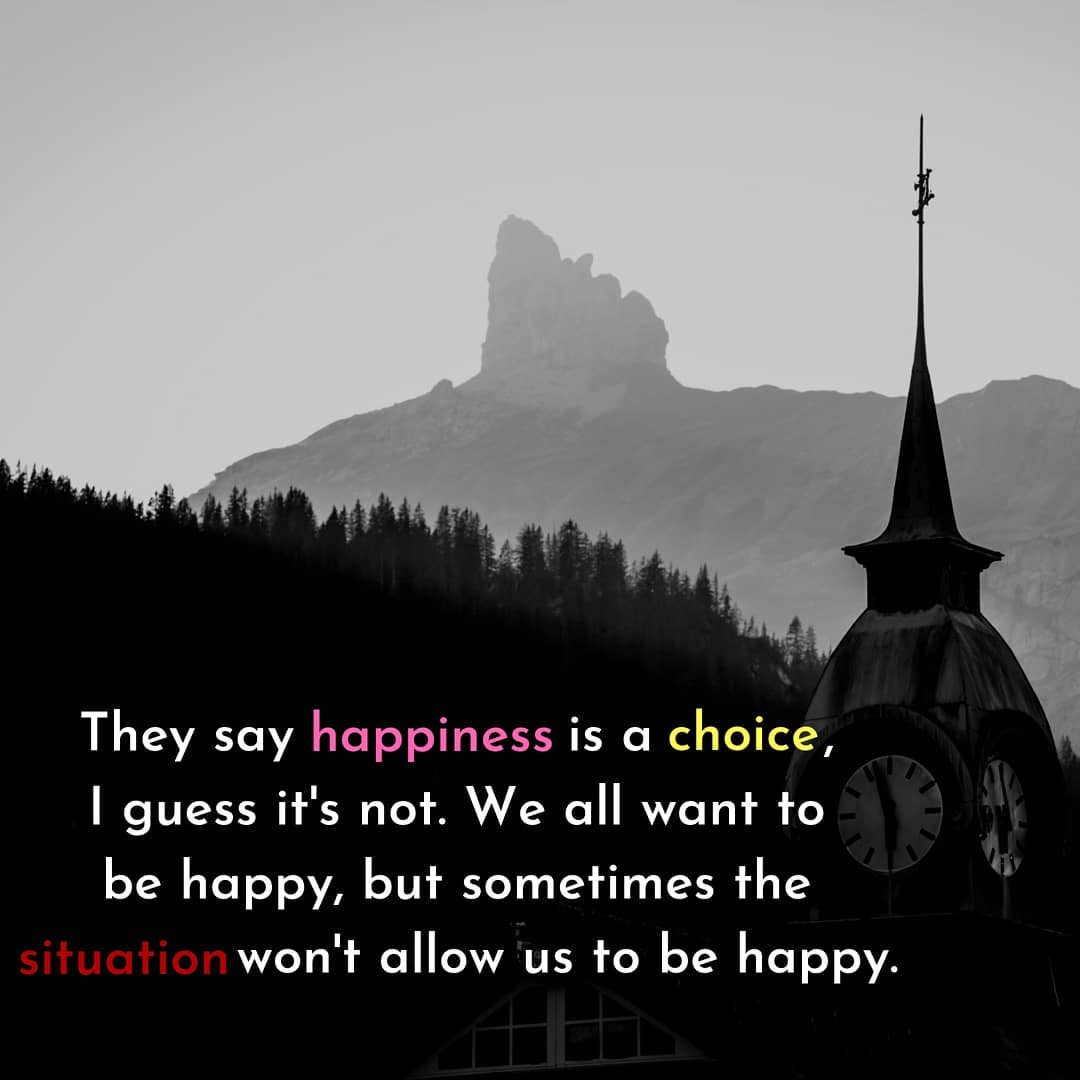 They say happiness is a choice,
I guess it's not. We all want to
be happy, but sometimes the
situation won't allow us to be happy.